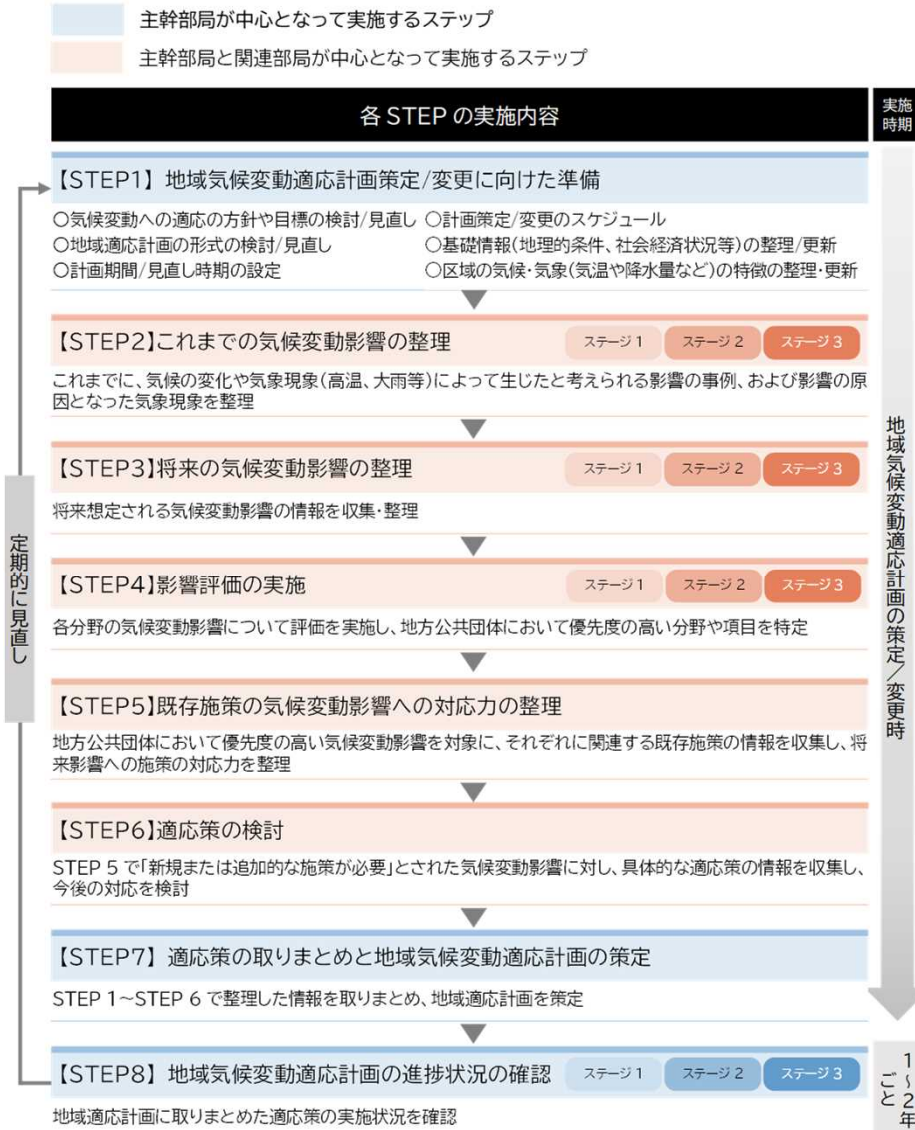 主幹部局が中心となって実施するステップ
主幹部局と関連部局が中心となって実施するステップ
各 STEP の実施内容
実施
時期
【STEP1】 地域気候変動適応計画策定/変更に向けた準備
○気候変動への適応の方針や目標の検討/見直し
○地域適応計画の形式の検討/見直し
○計画期間/見直し時期の設定
○計画策定/変更のスケジュール
○基礎情報(地理的条件、社会経済状況等)の整理/更新
○区域の気候・気象(気温や降水量など)の特徴の整理・更新
【STEP2】これまでの気候変動影響の整理
ステージ 1
ステージ 2
ステージ 3
これまでに、気候の変化や気象現象(高温、大雨等)によって生じたと考えられる影響の事例、および影響の原
因となった気象現象を整理
【STEP3】将来の気候変動影響の整理
ステージ 1
ステージ 2
ステージ 3
将来想定される気候変動影響の情報を収集・整理
【STEP4】影響評価の実施
ステージ 1
ステージ 2
ステージ 3
各分野の気候変動影響について評価を実施し、地方公共団体において優先度の高い分野や項目を特定
【STEP5】既存施策の気候変動影響への対応力の整理
地方公共団体において優先度の高い気候変動影響を対象に、それぞれに関連する既存施策の情報を収集し、将
来影響への施策の対応力を整理
【STEP6】適応策の検討
STEP 5 で「新規または追加的な施策が必要」とされた気候変動影響に対し、具体的な適応策の情報を収集し、
今後の対応を検討
【STEP7】 適応策の取りまとめと地域気候変動適応計画の策定
STEP 1～STEP 6 で整理した情報を取りまとめ、地域適応計画を策定
【STEP8】 地域気候変動適応計画の進捗状況の確認
ステージ 1
ステージ 2
ステージ 3
地域適応計画に取りまとめた適応策の実施状況を確認
定期的に見直し
地域気候変動適応計画の策定／変更時
1～2年
ごと